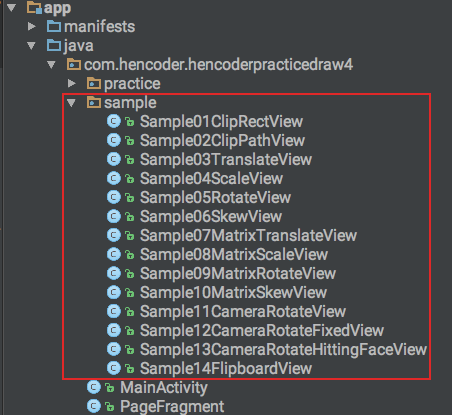 app
manifests
java
com.hencoder.hencoderpracticedraw4
practice
sample
Sample01ClipRectView
Sample02ClipPathView
Sample03TranslateView
Sample04ScaleView
Sample05RotateView
Sample06SkewView
Sample07MatrixTranslateView
Sample08MatrixScaleView
Sample09MatrixRotateView
Sample10MatrixSkewView
Sample11CameraRotateView
Sample12CameraRotateFixedView
Sample13CameraRotateHittingFaceView
Sample14FlipboardView
MainActivity
PageFragment